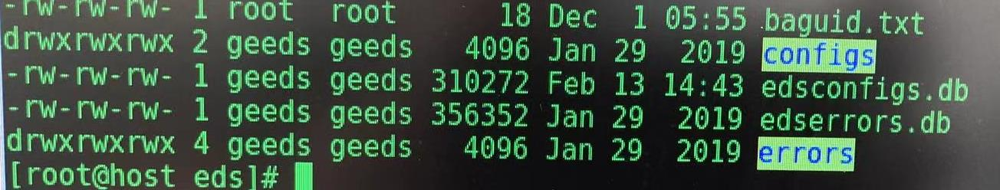 -rw-rw-rw- 1 root root 18 Dec 1 05:55 baguid.txt
drwxrwxrwx 2 geeds geeds 4096 Jan 29 2019 configs
-rw-rw-rw- 1 geeds geeds 310272 Feb 13 14:43 edsconfigs.db
-rw-rw-rw- 1 geeds geeds 356352 Jan 29 2019 edserrors.db
drwxrwxrwx 4 geeds geeds 4096 Jan 29 2019 errors
[root@host eds]#